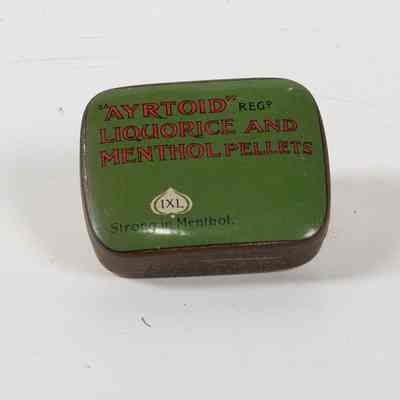 "AYRTOID" REGD
LIQUORICE AND
MENTHOL PELLETS
IXL
Strong in Menthol.